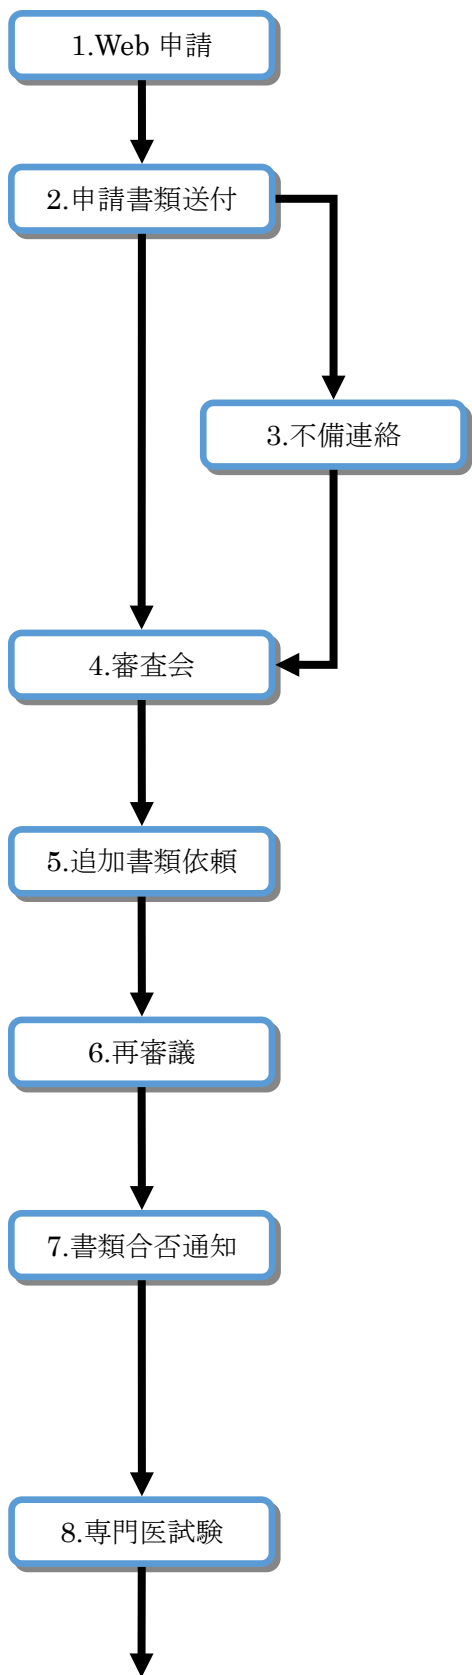 1.Web 申請
2.申請書類送付
3.不備連絡
4.審査会
5.追加書類依頼
6.再審議
7.書類合否通知
8.専門医試験